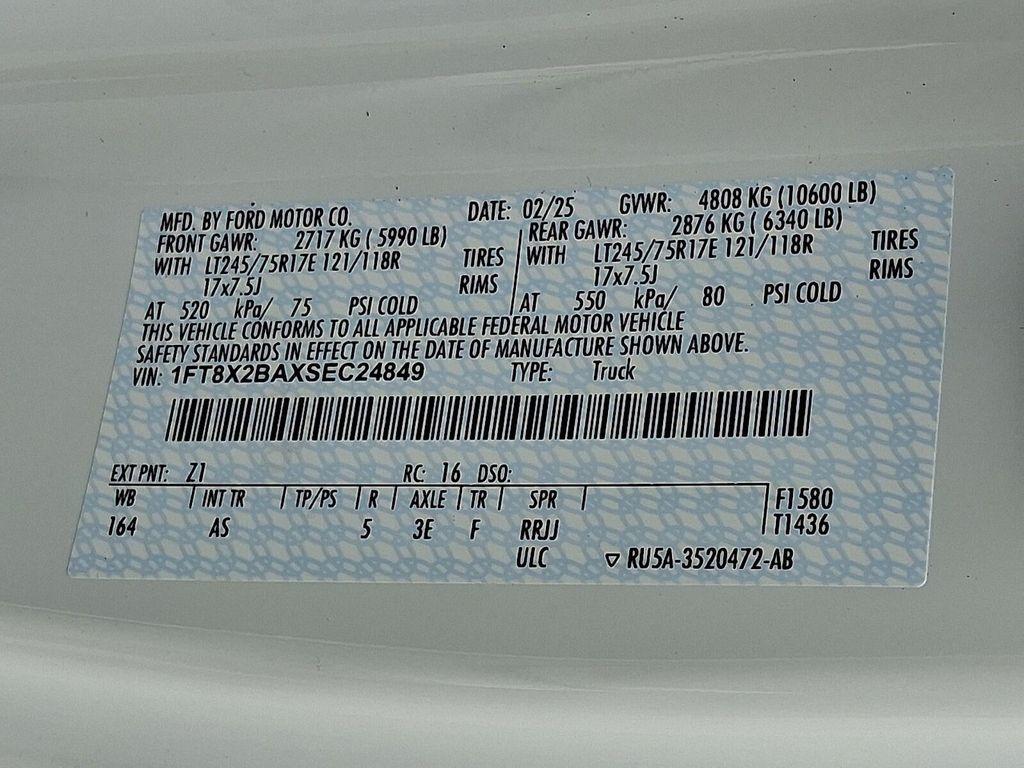 MFD. BY FORD MOTOR CO. DATE: 02/25 GVWR: 4808 KG (10600 LB)
FRONT GAWR: 2717 KG ( 5990 LB) REAR GAWR: 2876 KG ( 6340 LB)
WITH LT245/75R17E 121/118R TIRES WITH LT245/75R17E 121/118R TIRES
17x7.5J RIMS 17x7.5J RIMS
AT 520 kPa/ 75 PSI COLD AT 550 kPa/ 80 PSI COLD
THIS VEHICLE CONFORMS TO ALL APPLICABLE FEDERAL MOTOR VEHICLE
SAFETY STANDARDS IN EFFECT ON THE DATE OF MANUFACTURE SHOWN ABOVE.
VIN: 1FT8X2BAXSEC24849 TYPE: Truck
EXT PNT: Z1 RC: 16 DSO:
WB INT TR TP/PS R AXLE TR SPR F1580
164 AS 5 3E F RRJJ T1436
ULC ▽ RU5A-3520472-AB